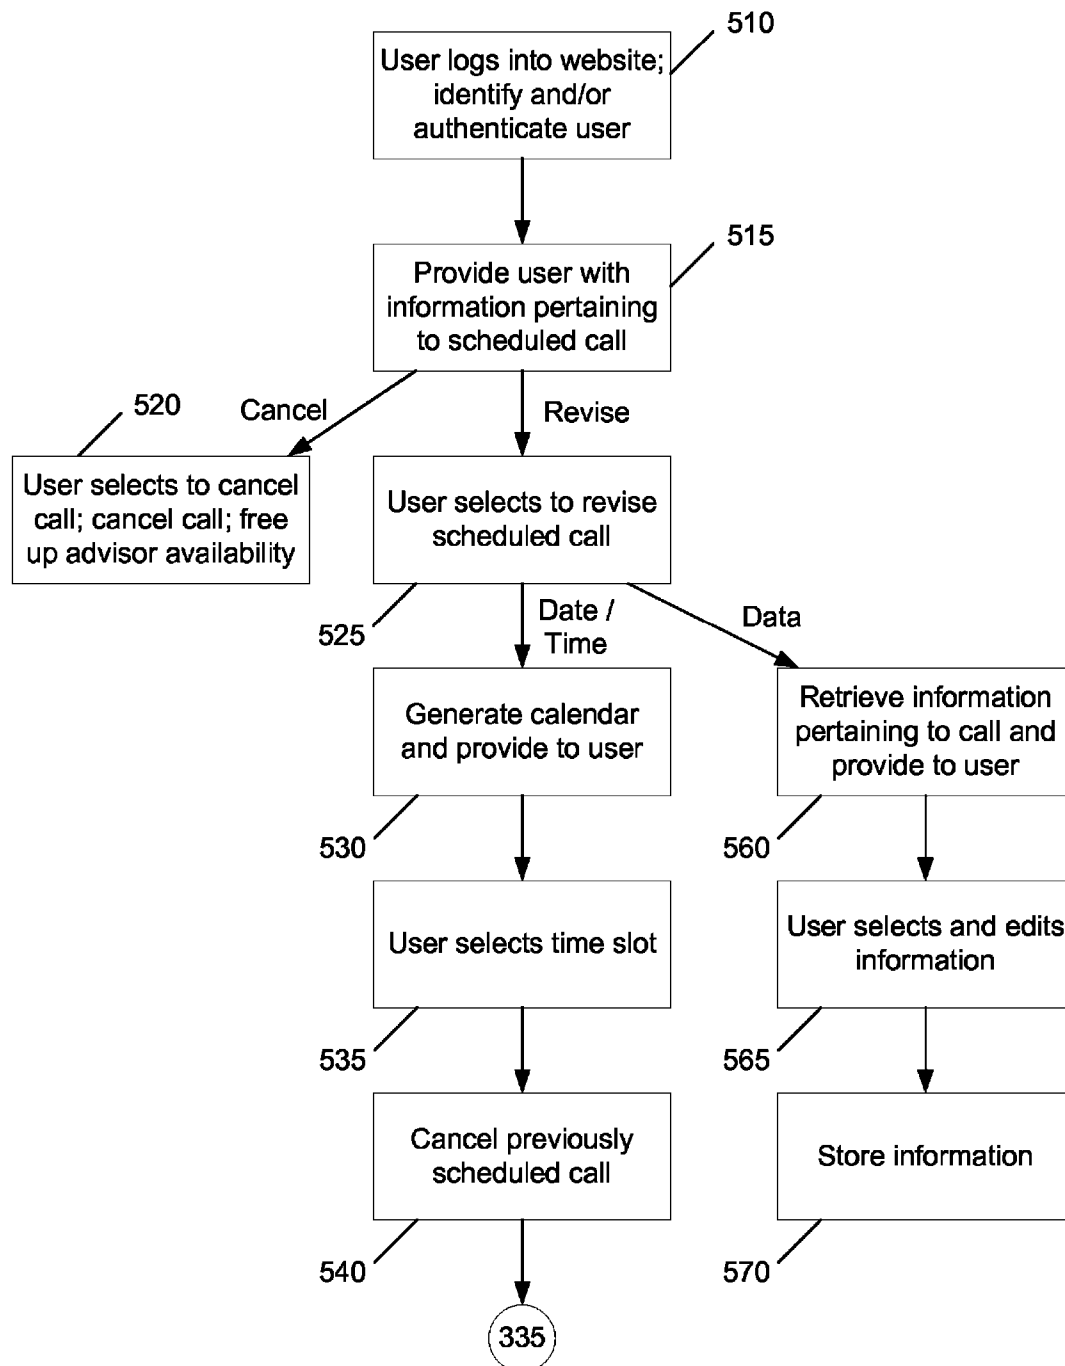 510
User logs into website;
identify and/or
authenticate user
515
Provide user with
information pertaining
to scheduled call
520
Cancel
Revise
User selects to cancel
call; cancel call; free
up advisor availability
User selects to revise
scheduled call
525
Date /
Time
Data
Generate calendar
and provide to user
Retrieve information
pertaining to call and
provide to user
530
560
User selects time slot
User selects and edits
information
535
565
Cancel previously
scheduled call
Store information
540
570
335